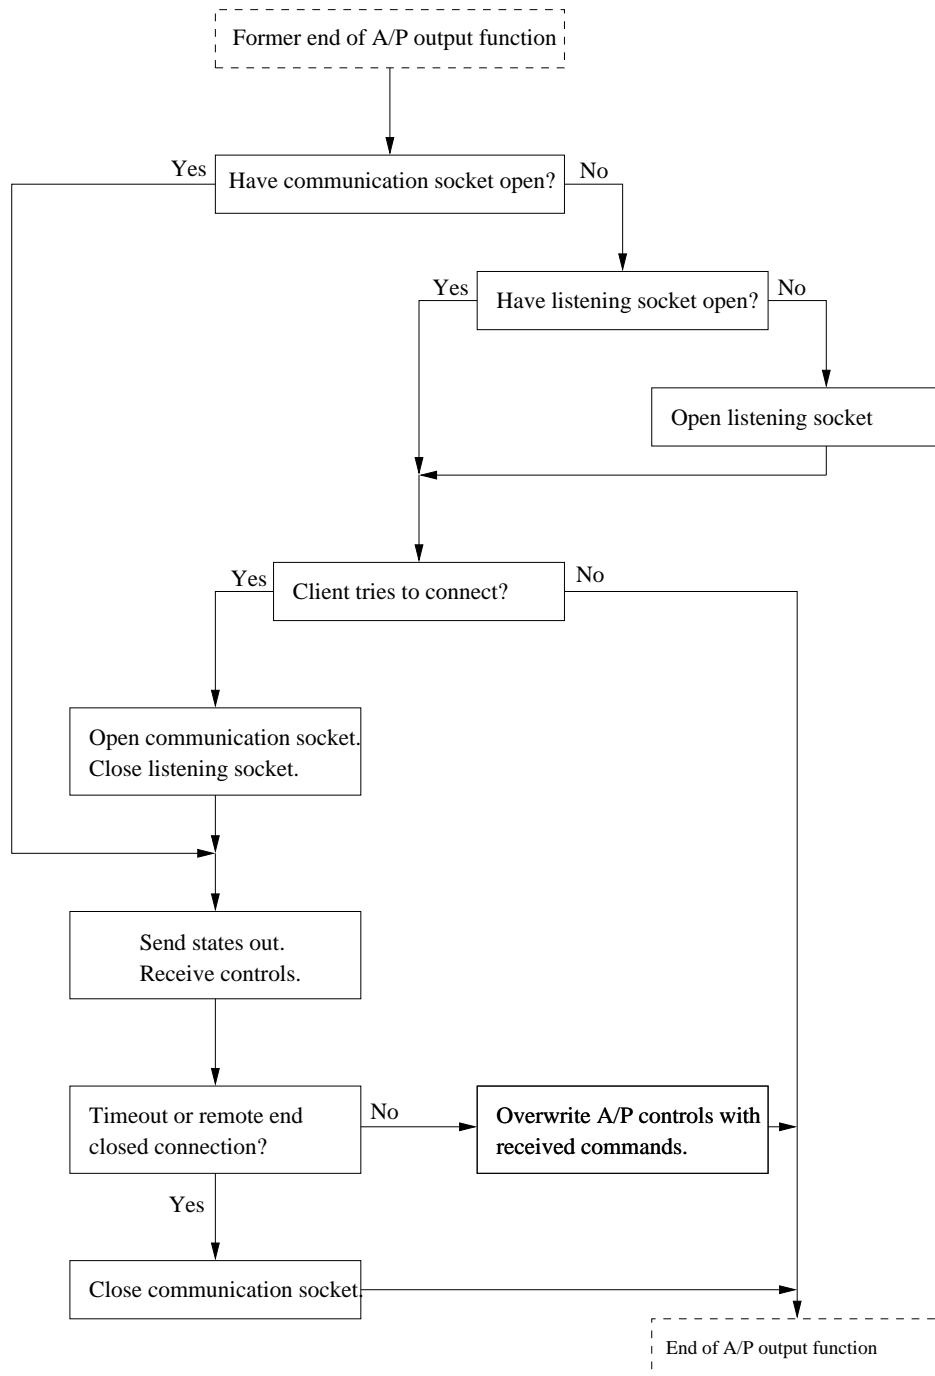 Former end of A/P output function
Yes
Have communication socket open?
No
Yes
Have listening socket open?
No
Open listening socket
Yes
Client tries to connect?
No
Open communication socket.
Close listening socket.
Send states out.
Receive controls.
Timeout or remote end
closed connection?
No
Overwrite A/P controls with
received commands.
Yes
Close communication socket.
End of A/P output function